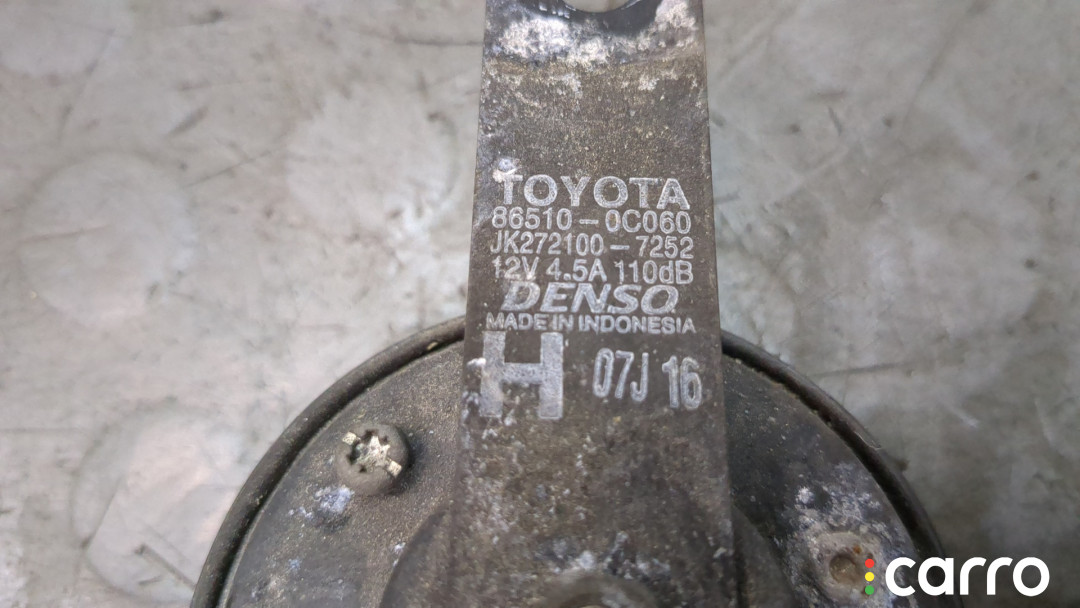 TOYOTA
86510-0C060
JK272100-7252
12V 4.5A 110dB
DENSO
MADE IN INDONESIA
H 07J 16
carro